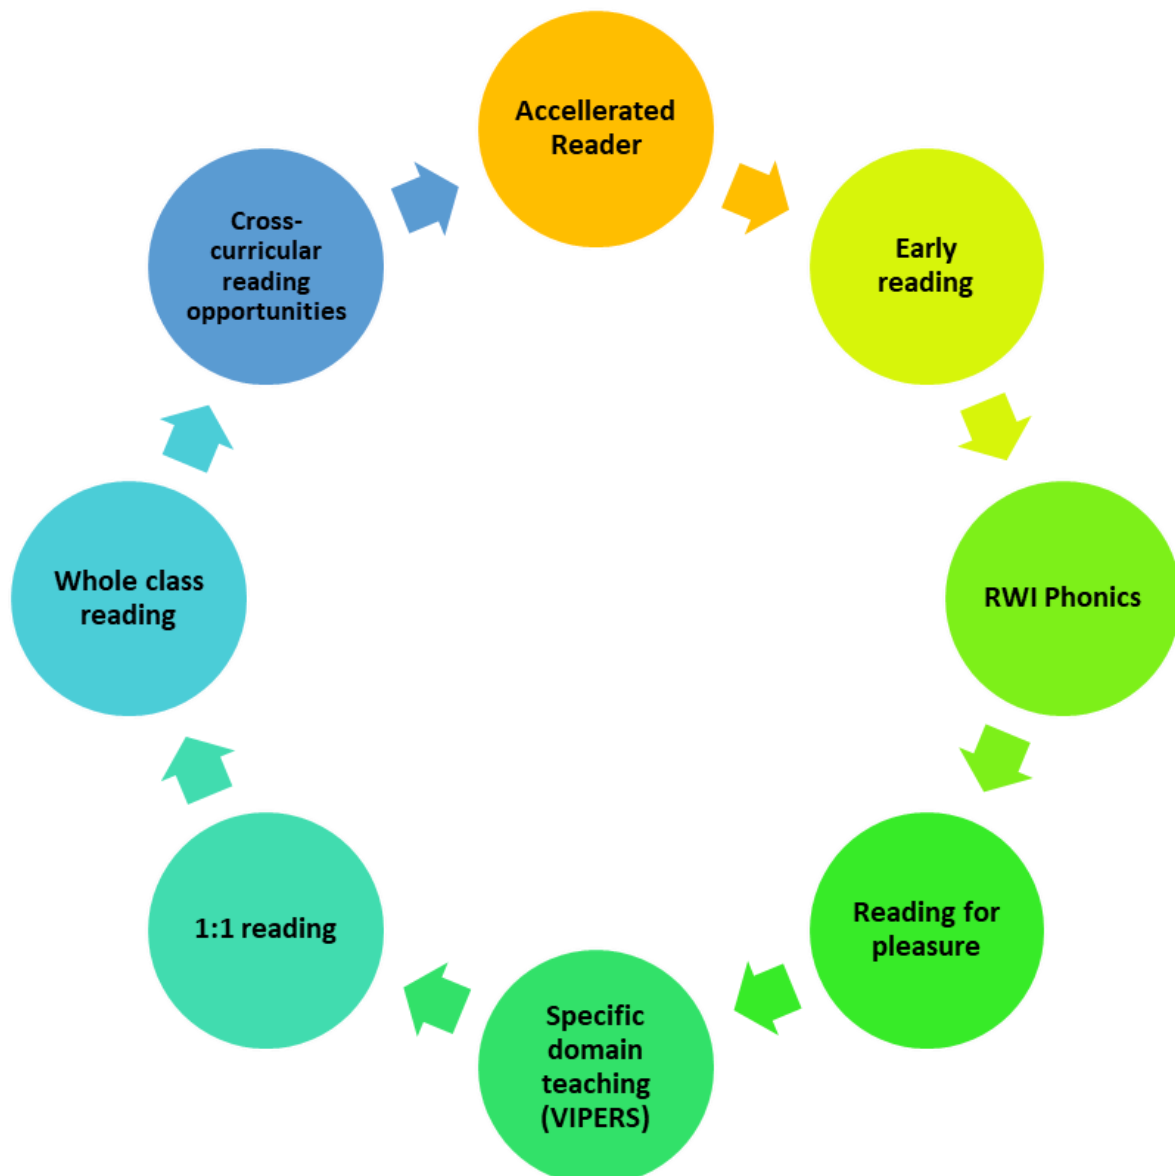 Accellerated
Reader
Early
reading
RWI Phonics
Reading for
pleasure
Specific
domain
teaching
(VIPERS)
1:1 reading
Whole class
reading
Cross-
curricular
reading
opportunities